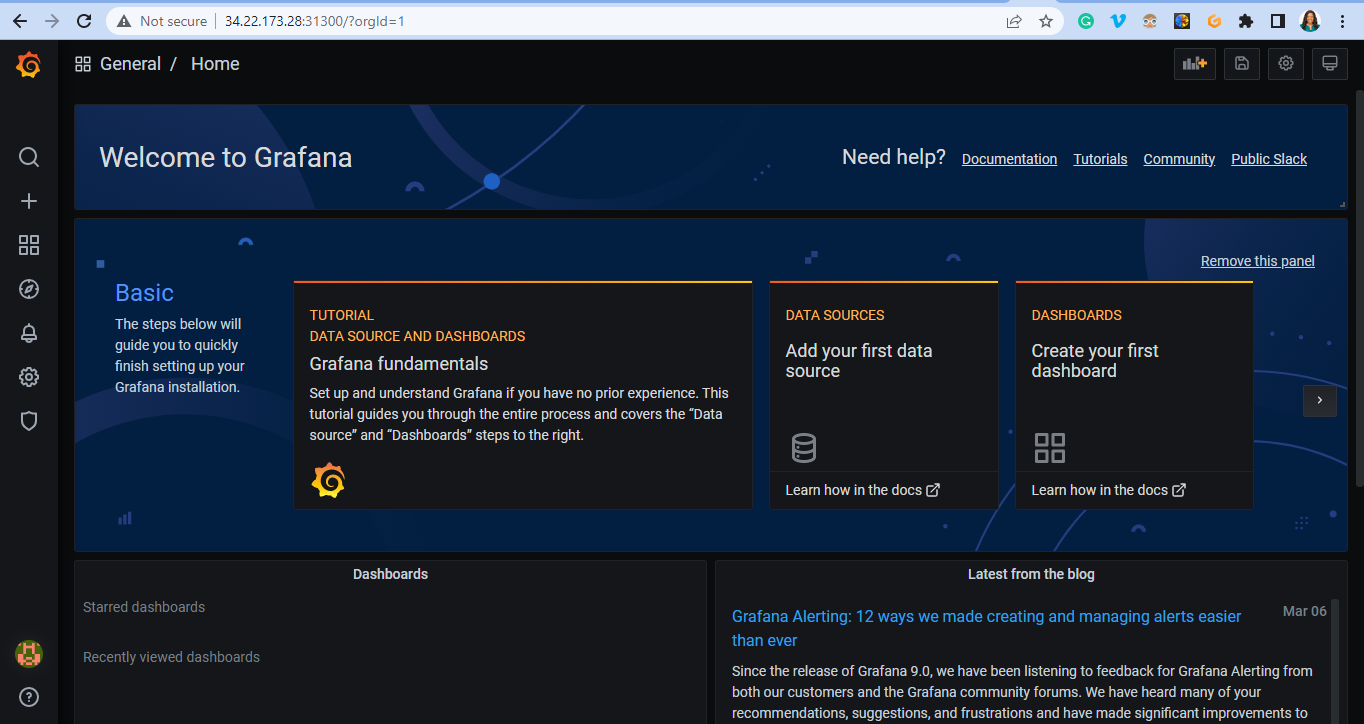 Not secure
34.22.173.28:31300/?orgId=1
General / Home
Welcome to Grafana
Need help?
Documentation
Tutorials
Community
Public Slack
Remove this panel
Basic
The steps below will
guide you to quickly
finish setting up your
Grafana installation.
TUTORIAL
DATA SOURCE AND DASHBOARDS
Grafana fundamentals
Set up and understand Grafana if you have no prior experience. This
tutorial guides you through the entire process and covers the “Data
source” and “Dashboards” steps to the right.
DATA SOURCES
Add your first data
source
Learn how in the docs
DASHBOARDS
Create your first
dashboard
Learn how in the docs
Dashboards
Starred dashboards
Recently viewed dashboards
Latest from the blog
Grafana Alerting: 12 ways we made creating and managing alerts easier
than ever
Mar 06
Since the release of Grafana 9.0, we have been listening to feedback for Grafana Alerting from
both our customers and the Grafana community forums. We have heard many of your
recommendations, suggestions, and frustrations and have made significant improvements to